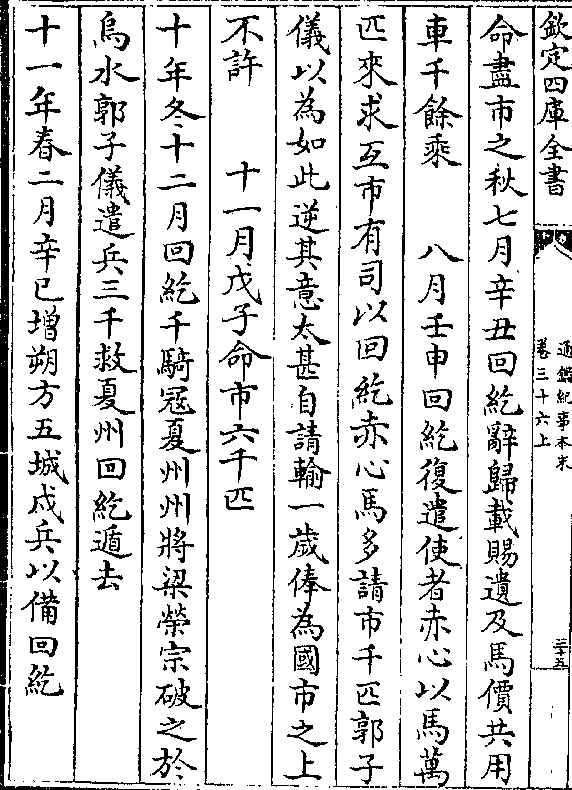 欽定四庫全書
通鑑紀事本末
卷三十六上
三十五
命盡市之秋七月辛丑回紇辭歸載賜遺及馬價共用
車千餘乘　八月壬申回紇復遣使者赤心以馬萬
匹來求互市有司以回紇赤心馬多請市千匹郭子
儀以為如此逆其意太甚自請輸一歲俸為國市之上
不許　十一月戊子命市六千匹
十年冬十二月回紇千騎冦夏州州將梁榮宗破之於
烏水郭子儀遣兵三千救夏州回紇遁去
十一年春二月辛巳增朔方五城戍兵以備回紇